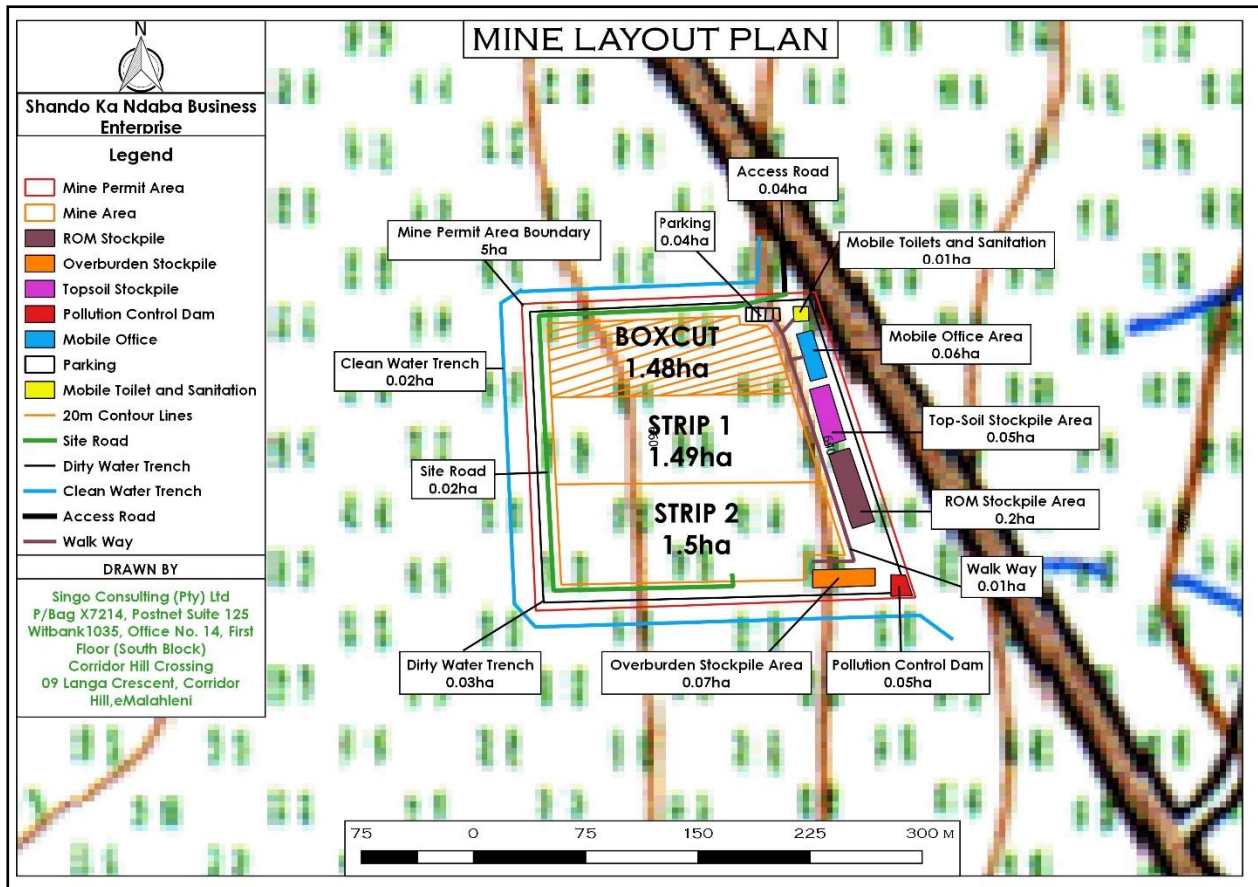 MINE LAYOUT PLAN
N
Shando Ka Ndaba Business
Enterprise
Legend
Mine Permit Area
Mine Area
ROM Stockpile
Overburden Stockpile
Topsoil Stockpile
Pollution Control Dam
Mobile Office
Parking
Mobile Toilet and Sanitation
20m Contour Lines
Site Road
Dirty Water Trench
Clean Water Trench
Access Road
Walk Way
DRAWN BY
Singo Consulting (Pty) Ltd
P/Bag X7214, Postnet Suite 125
Witbank1035, Office No. 14, First
Floor (South Block)
Corridor Hill Crossing
09 Langa Crescent, Corridor
Hill,eMalahleni
Access Road
0.04ha
Parking
0.04ha
Mine Permit Area Boundary
5ha
Mobile Toilets and Sanitation
0.01ha
BOXCUT
1.48ha
Mobile Office Area
0.06ha
Clean Water Trench
0.02ha
STRIP 1
1.49ha
Top-Soil Stockpile Area
0.05ha
640
Site Road
0.02ha
STRIP 2
1.5ha
ROM Stockpile Area
0.2ha
Walk Way
0.01ha
Dirty Water Trench
0.03ha
Overburden Stockpile Area
0.07ha
Pollution Control Dam
0.05ha
75 0 75 150 225 300 M